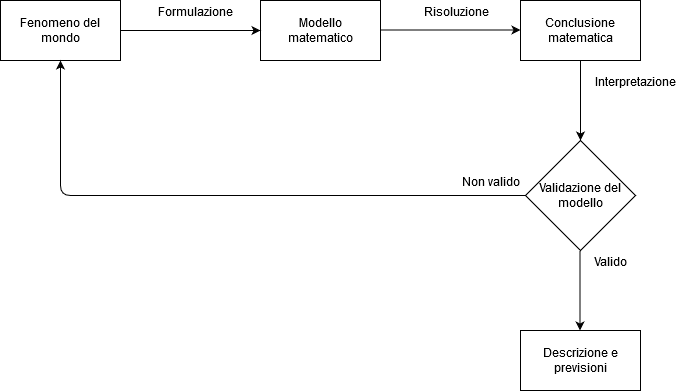 Fenomeno del
mondo
Formulazione
Modello
matematico
Risoluzione
Conclusione
matematica
Interpretazione
Validazione del
modello
Non valido
Valido
Descrizione e
previsioni